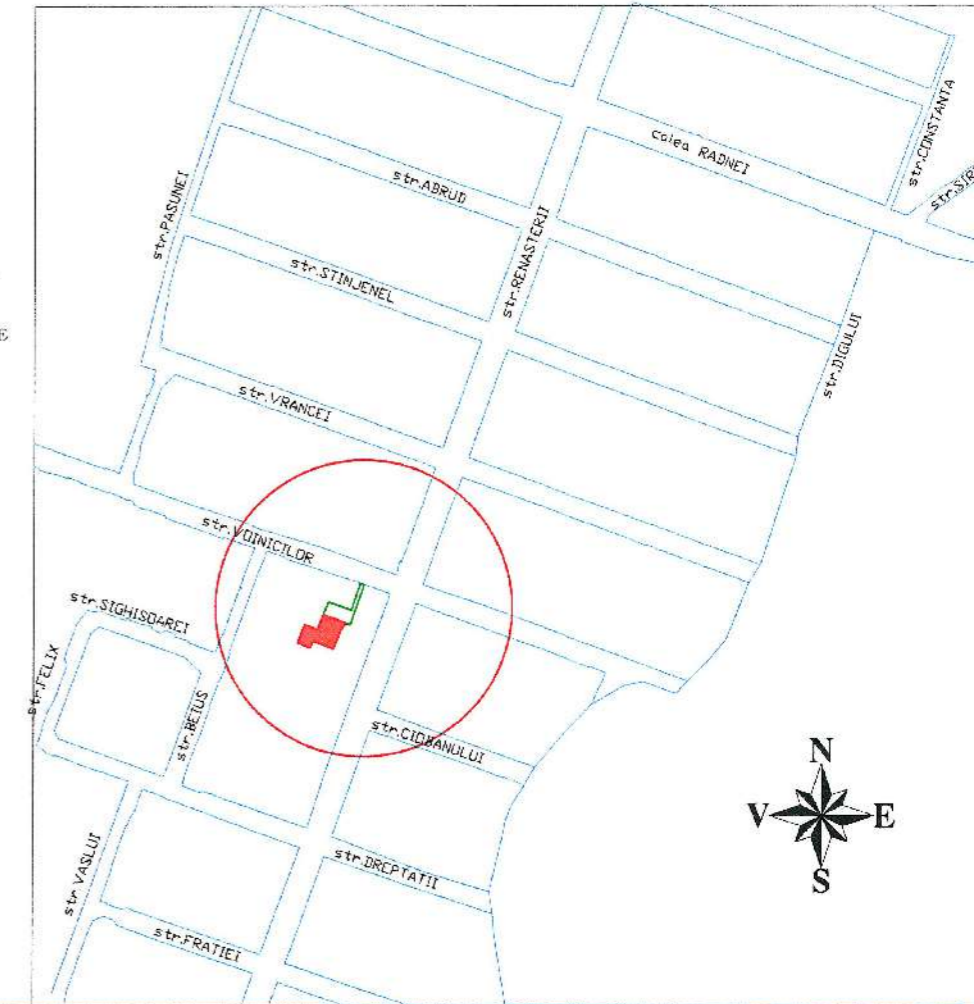 str.CONSTANTA
calea RADNEI
str.ABRUD
str.PASUNEI
str.RENASTERII
str.STINJENEL
E
str.DIGULUI
str.VRANCEI
str.VOINICILOR
str.SIGHISOAREI
str.FELIX
str.BEIUS
str.CIOBANULUI
N
V
E
S
str.DREPTATII
str.VASLUI
str.FRATIEI